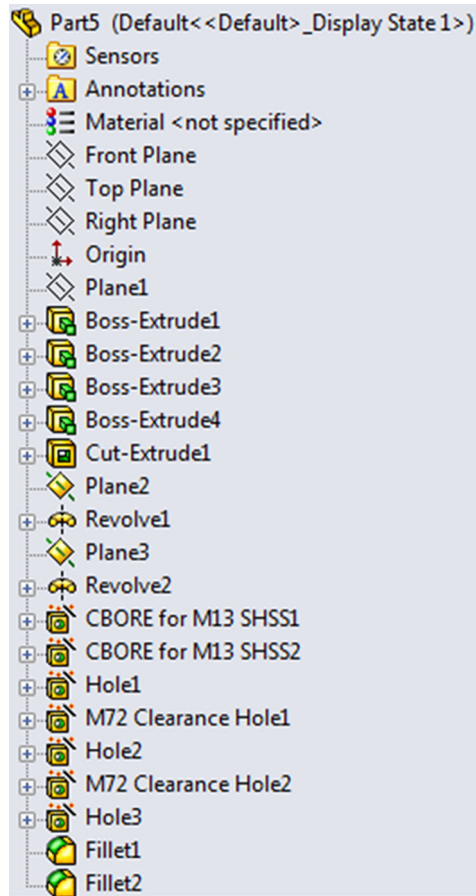 Part5 (Default<<Default>_Display State 1>)
Sensors
A Annotations
Material <not specified>
Front Plane
Top Plane
Right Plane
Origin
Plane1
Boss-Extrude1
Boss-Extrude2
Boss-Extrude3
Boss-Extrude4
Cut-Extrude1
Plane2
Revolve1
Plane3
Revolve2
CBORE for M13 SHSS1
CBORE for M13 SHSS2
Hole1
M72 Clearance Hole1
Hole2
M72 Clearance Hole2
Hole3
Fillet1
Fillet2